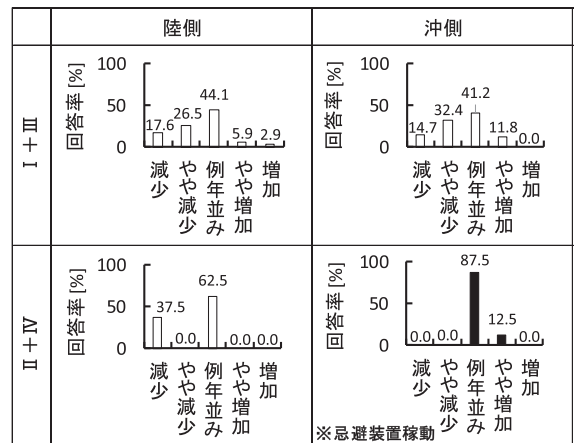 陸側
沖側
Ⅰ+Ⅲ
回答率 [%]
100
50
0
17.6
26.5
44.1
5.9
2.9
減少
やや減少
例年並み
やや増加
増加
回答率 [%]
100
50
0
14.7
32.4
41.2
11.8
0.0
減少
やや減少
例年並み
やや増加
増加
Ⅱ+Ⅳ
回答率 [%]
100
50
0
37.5
0.0
62.5
0.0
0.0
減少
やや減少
例年並み
やや増加
増加
回答率 [%]
100
50
0
0.0
0.0
87.5
12.5
0.0
減少
やや減少
例年並み
やや増加
増加
※忌避装置稼動